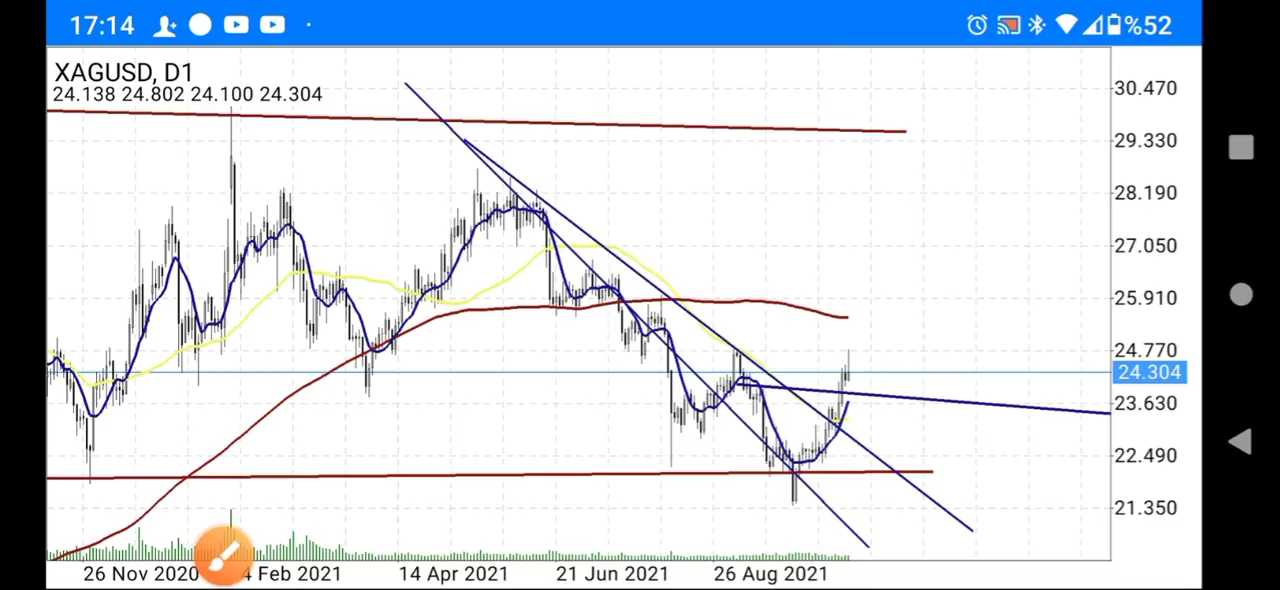 17:14
%52
XAGUSD, D1
24.138 24.802 24.100 24.304
30.470
29.330
28.190
27.050
25.910
24.770
24.304
23.630
22.490
21.350
26 Nov 2020
4 Feb 2021
14 Apr 2021
21 Jun 2021
26 Aug 2021